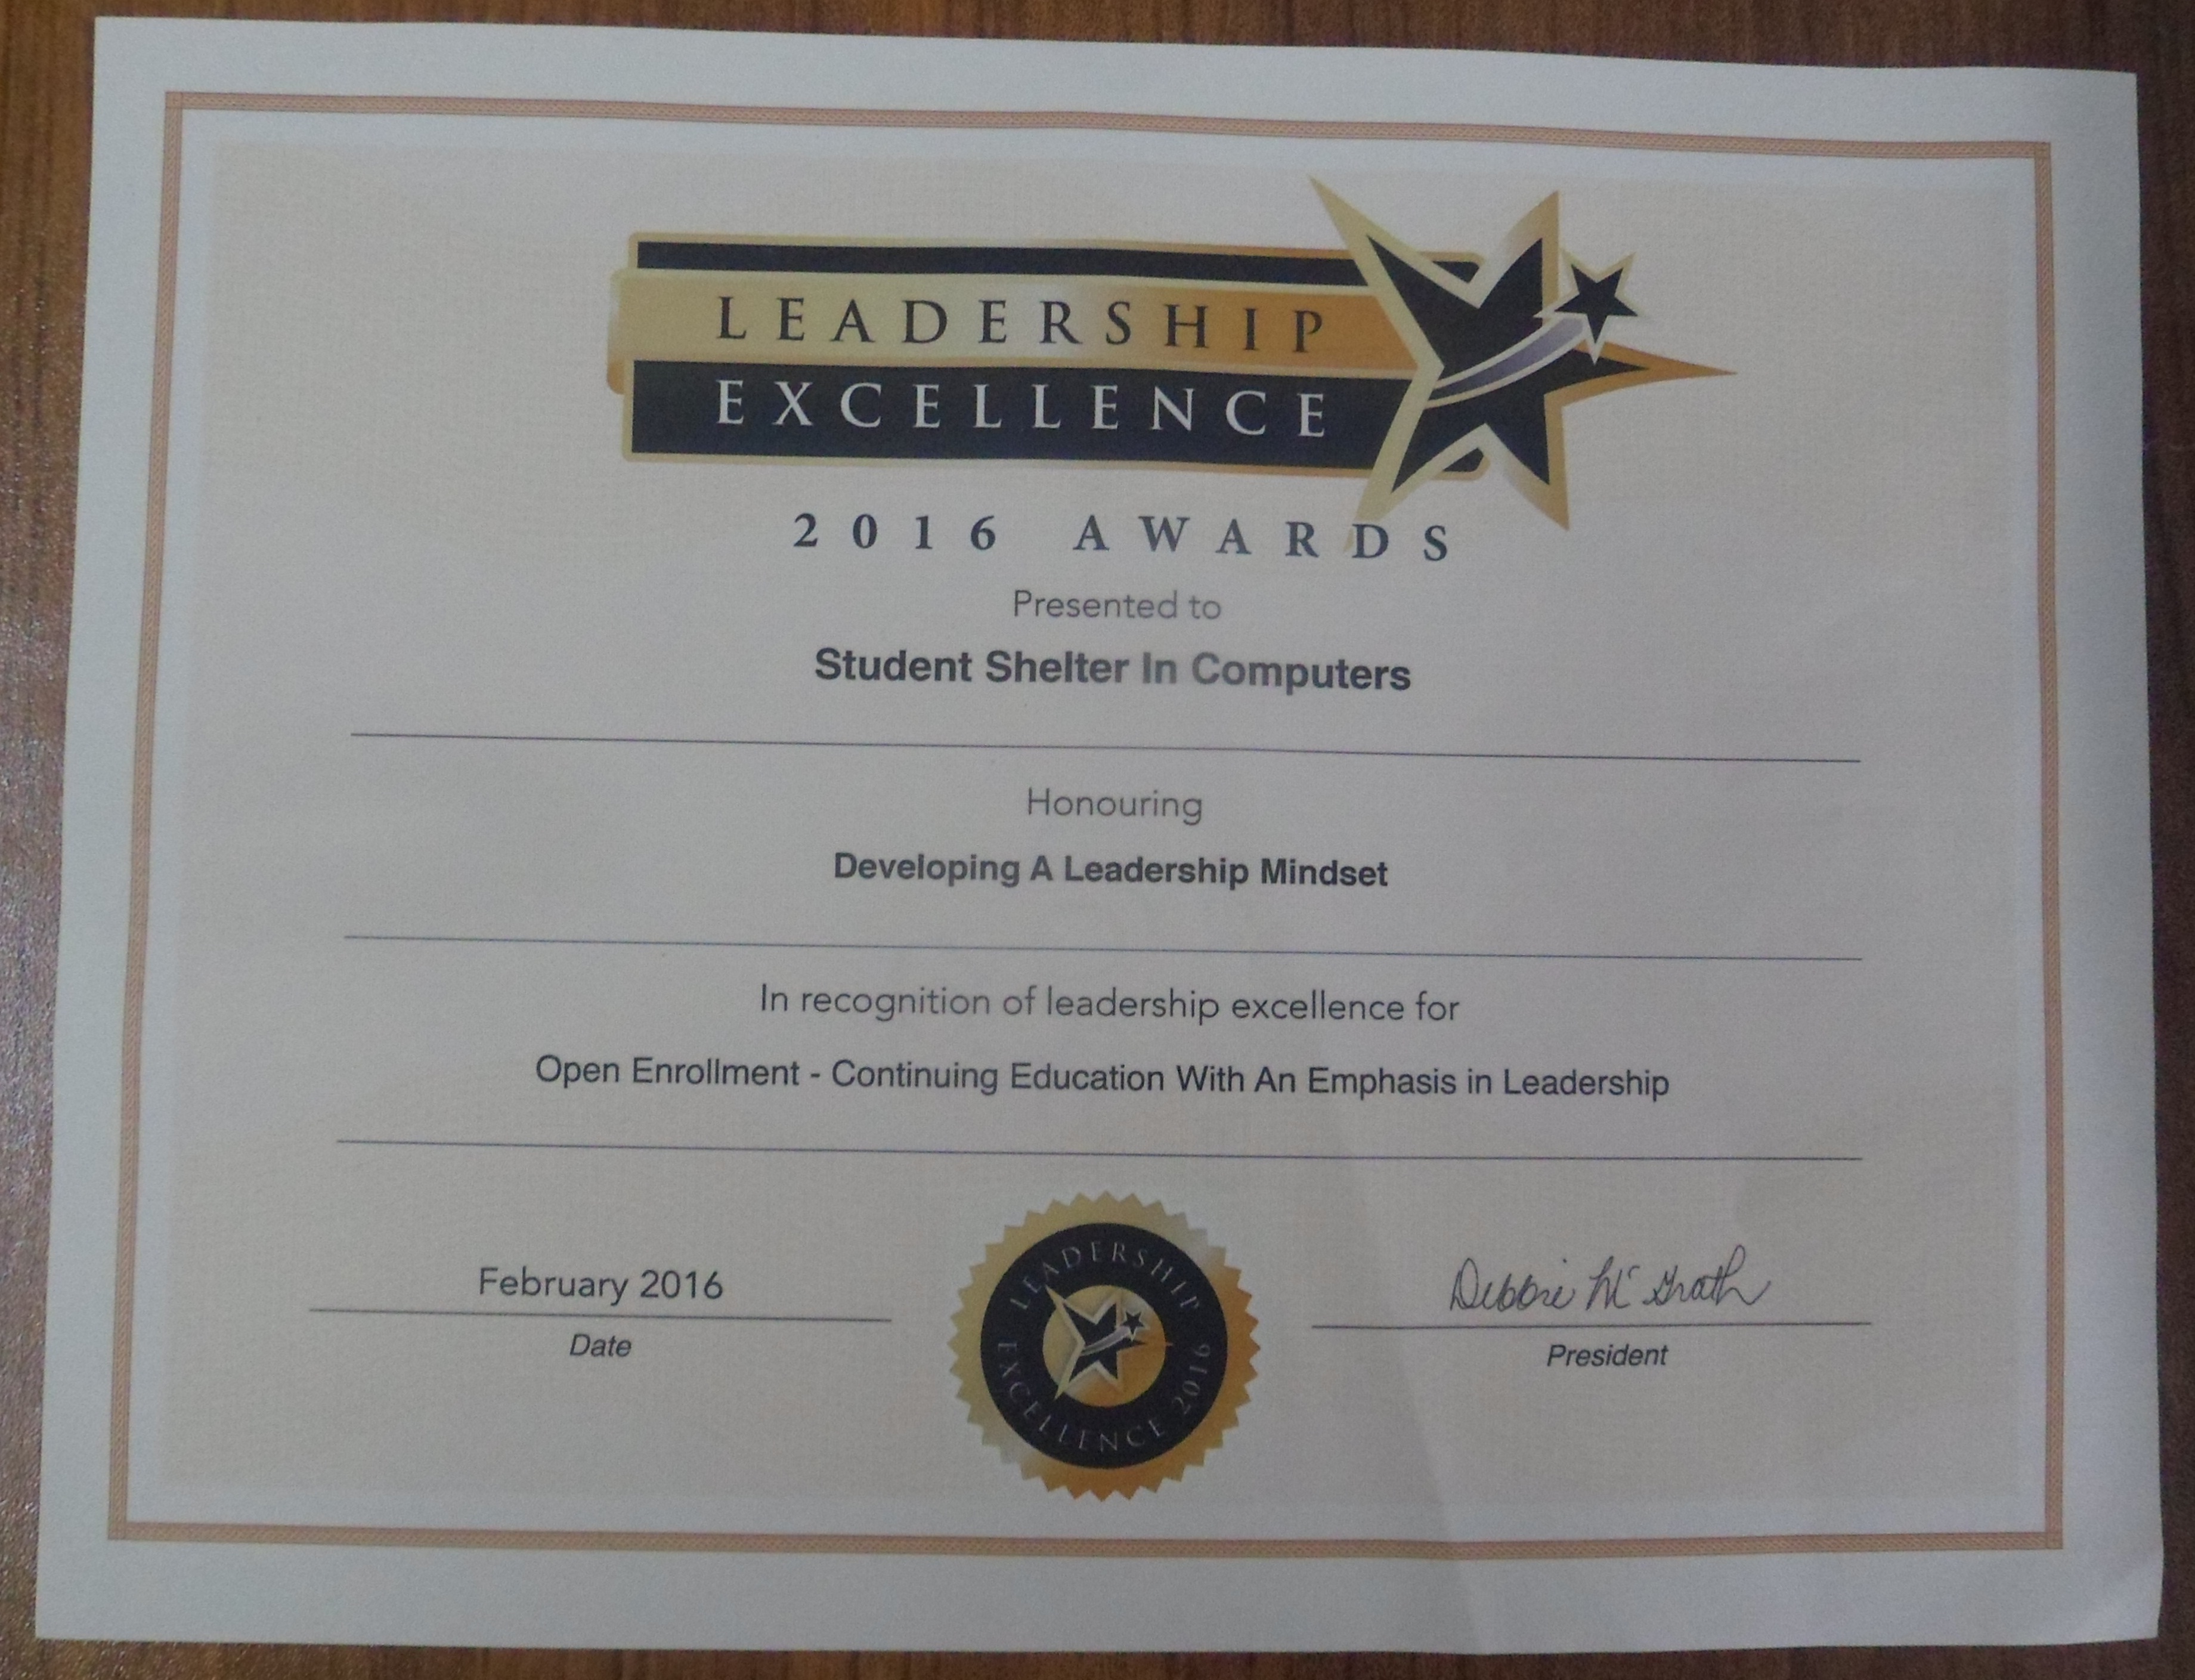 LEADERSHIP
EXCELLENCE
2016 AWARDS
Presented to
Student Shelter In Computers
Honouring
Developing A Leadership Mindset
In recognition of leadership excellence for
Open Enrollment - Continuing Education With An Emphasis in Leadership
February 2016
Date
LEADERSHIP
EXCELLENCE 2016
Debbie McGrath
President